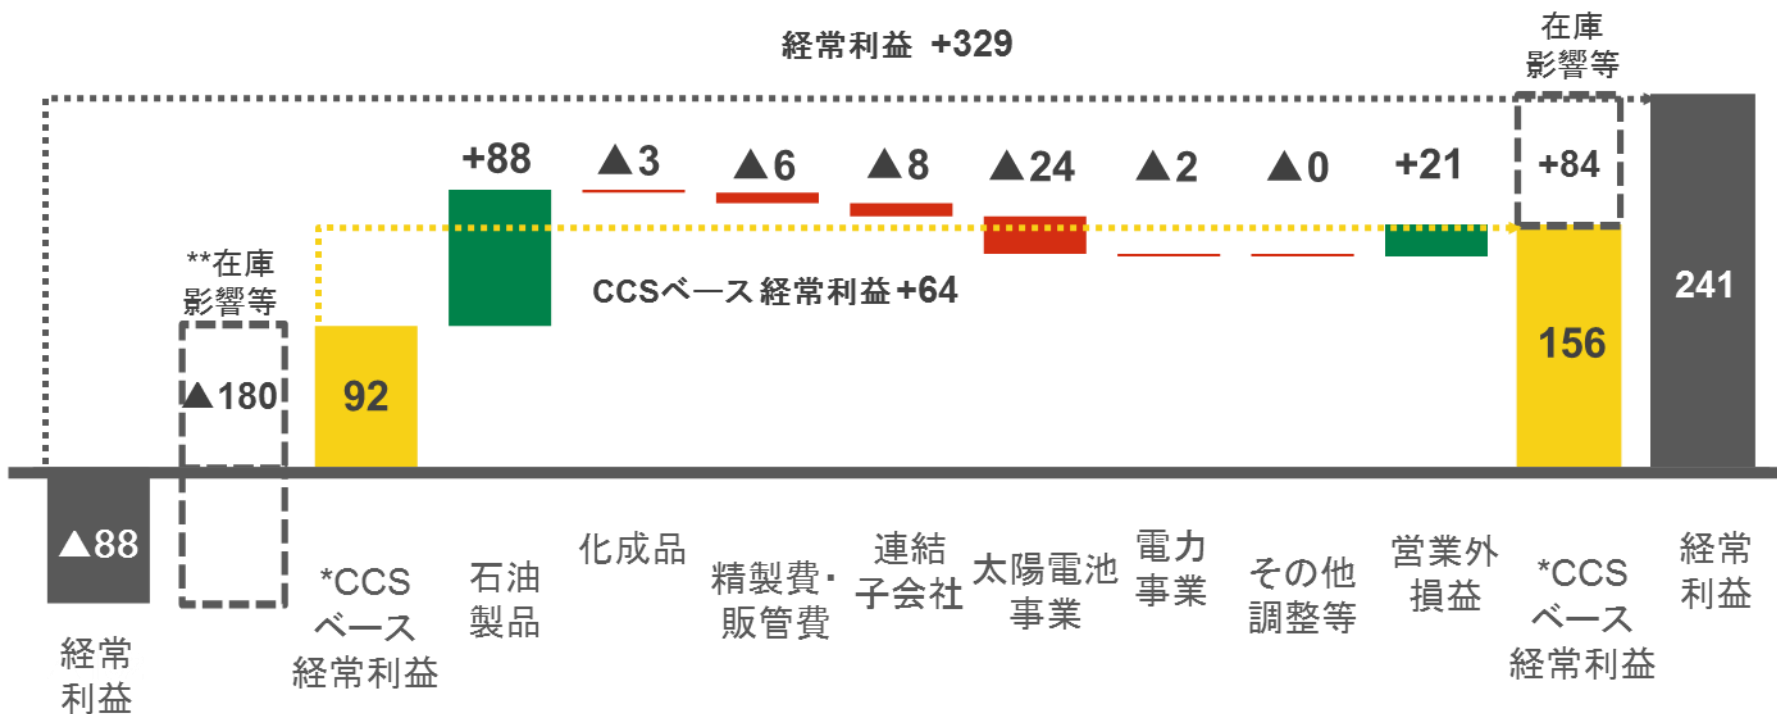 経常利益 +329
在庫
影響等
+88
▲3
▲6
▲8
▲24
▲2
▲0
+21
+84
**在庫
影響等
CCSベース経常利益+64
241
156
▲180
92
▲88
経常
利益
*CCS
ベース
経常利益
石油
製品
化成品
精製費・
販管費
連結
子会社
太陽電池
事業
電力
事業
その他
調整等
営業外
損益
*CCS
ベース
経常利益
経常
利益